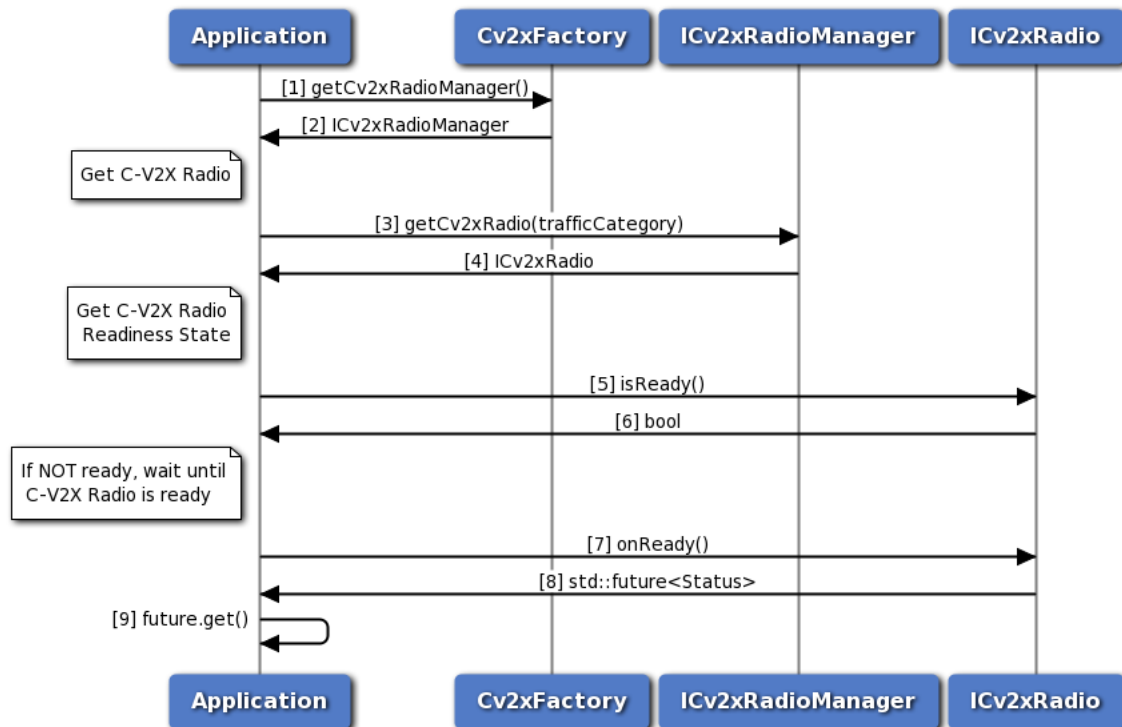 Application
Cv2xFactory
ICv2xRadioManager
ICv2xRadio
[1] getCv2xRadioManager()
[2] ICv2xRadioManager
Get C-V2X Radio
[3] getCv2xRadio(trafficCategory)
[4] ICv2xRadio
Get C-V2X Radio
Readiness State
[5] isReady()
[6] bool
If NOT ready, wait until
C-V2X Radio is ready
[7] onReady()
[8] std::future<Status>
[9] future.get()
Application
Cv2xFactory
ICv2xRadioManager
ICv2xRadio